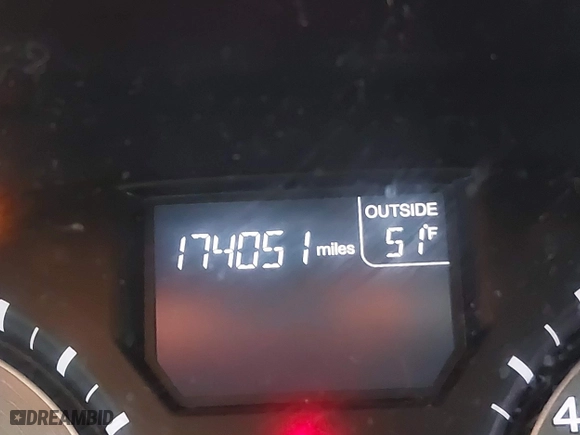 OUTSIDE
174051 miles 51°F
4
DREAMBID